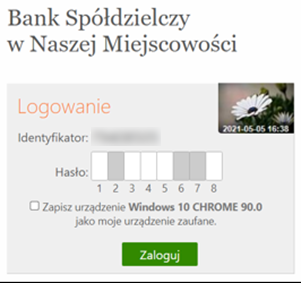 Bank Spółdzielczy
w Naszej Miejscowości
Logowanie
2021-05-05 16:38
Identyfikator:
Hasło:
1 2 3 4 5 6 7 8
Zapisz urządzenie Windows 10 CHROME 90.0
jako moje urządzenie zaufane.
Zaloguj